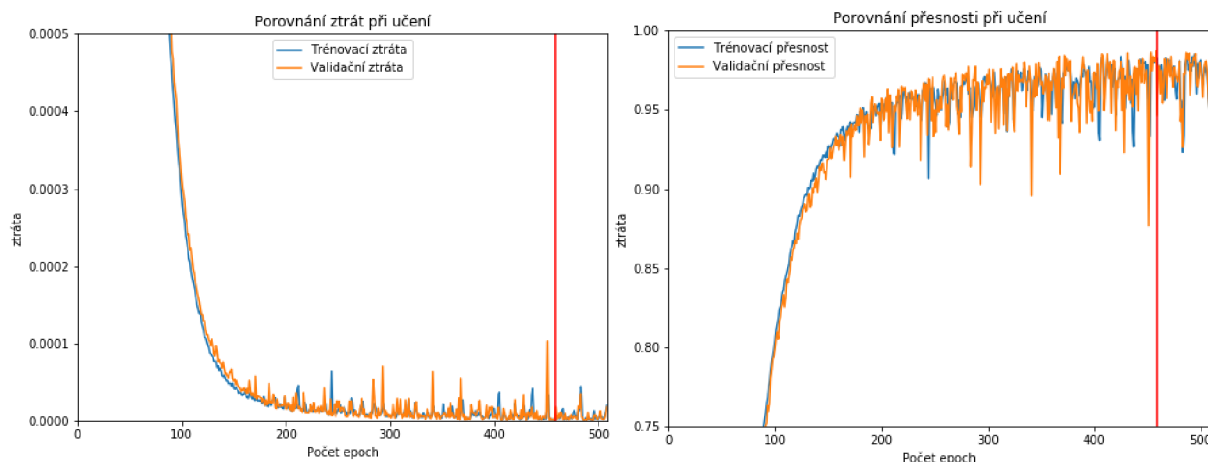 Porovnání ztrát při učení
Trénovací ztráta
Validační ztráta
0.0005
0.0004
0.0003
0.0002
0.0001
0.0000
ztráta
0
100
200
300
400
500
Počet epoch
Porovnání přesnosti při učení
Trénovací přesnost
Validační přesnost
1.00
0.95
0.90
0.85
0.80
0.75
ztráta
0
100
200
300
400
500
Počet epoch